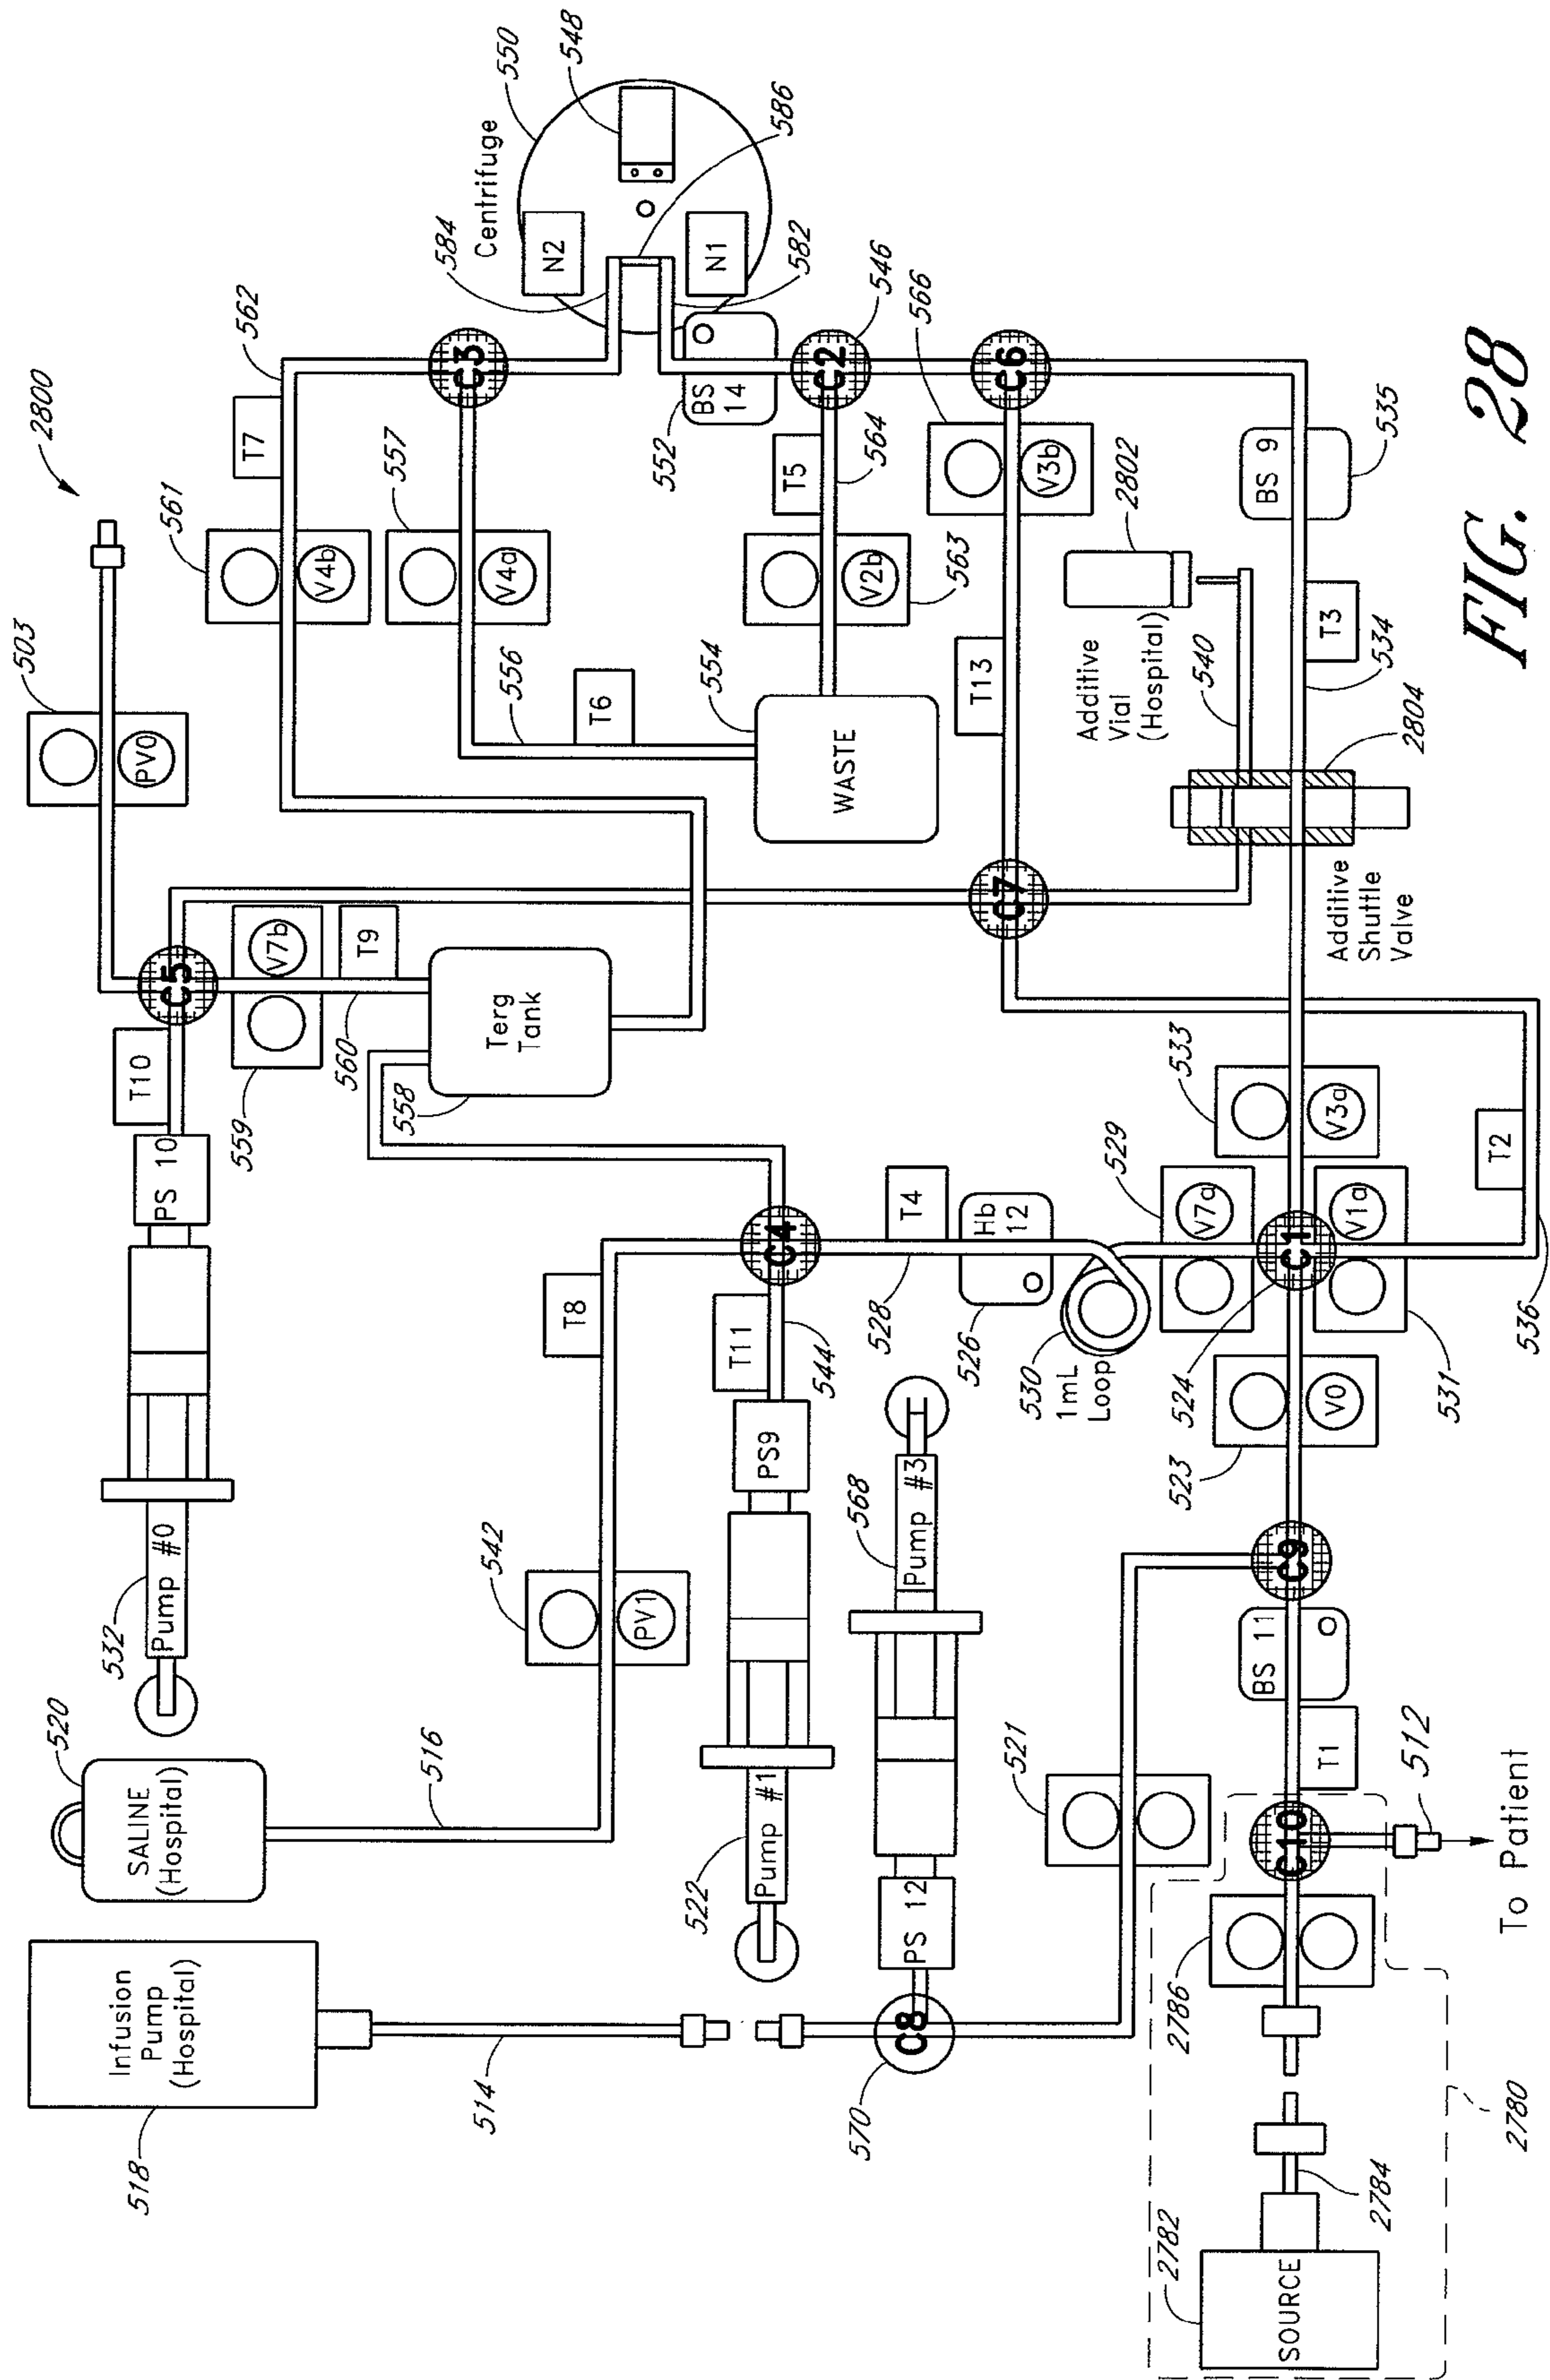 2800
503
PV0
561
562
T7
V4b
Centrifuge
550
548
N2
584
586
N1
582
C3
557
V4a
556
T6
552
BS
14
C2
546
T5
564
V2b
563
554
WASTE
566
C6
V3b
T13
2802
Additive
Vial
(Hospital)
540
BS 9
535
T3
534
2804
Additive
Shuttle
Valve
C7
C5
V7b
T9
T10
559
560
Terg
Tank
558
PS 10
Pump #0
532
520
SALINE
(Hospital)
516
T8
C4
T11
544
528
T4
Hb
12
526
530
1mL
Loop
529
V7a
533
V3a
C1
V1a
T2
524
531
536
V0
523
542
PV1
522
Pump #1
PS9
568
Pump #3
PS 12
521
C9
BS 11
T1
Infusion
Pump
(Hospital)
518
514
C8
570
C10
512
To Patient
2786
2780
2784
2782
SOURCE
FIG. 28